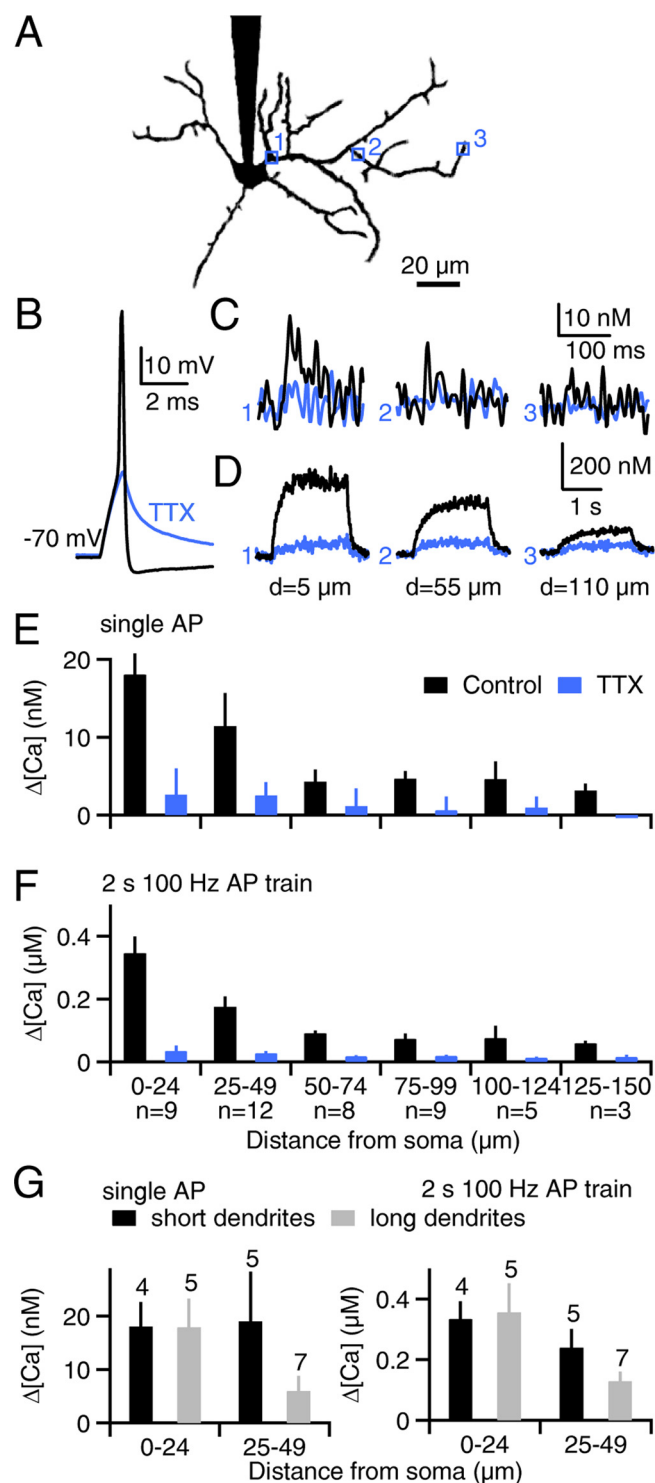 A
1
2
3
20 µm
B
10 mV
2 ms
TTX
-70 mV
C
10 nM
100 ms
1
2
3
D
200 nM
1 s
1
2
3
d=5 µm
d=55 µm
d=110 µm
E
single AP
Control
TTX
Δ[Ca] (nM)
20
10
0
F
2 s 100 Hz AP train
Δ[Ca] (µM)
0.4
0.2
0
0-24 25-49 50-74 75-99 100-124 125-150
n=9 n=12 n=8 n=9 n=5 n=3
Distance from soma (µm)
G
single AP
2 s 100 Hz AP train
short dendrites
long dendrites
Δ[Ca] (nM)
20
10
0
4
5
5
7
0-24 25-49
Δ[Ca] (µM)
0.4
0.2
0
4
5
5
7
0-24 25-49
Distance from soma (µm)